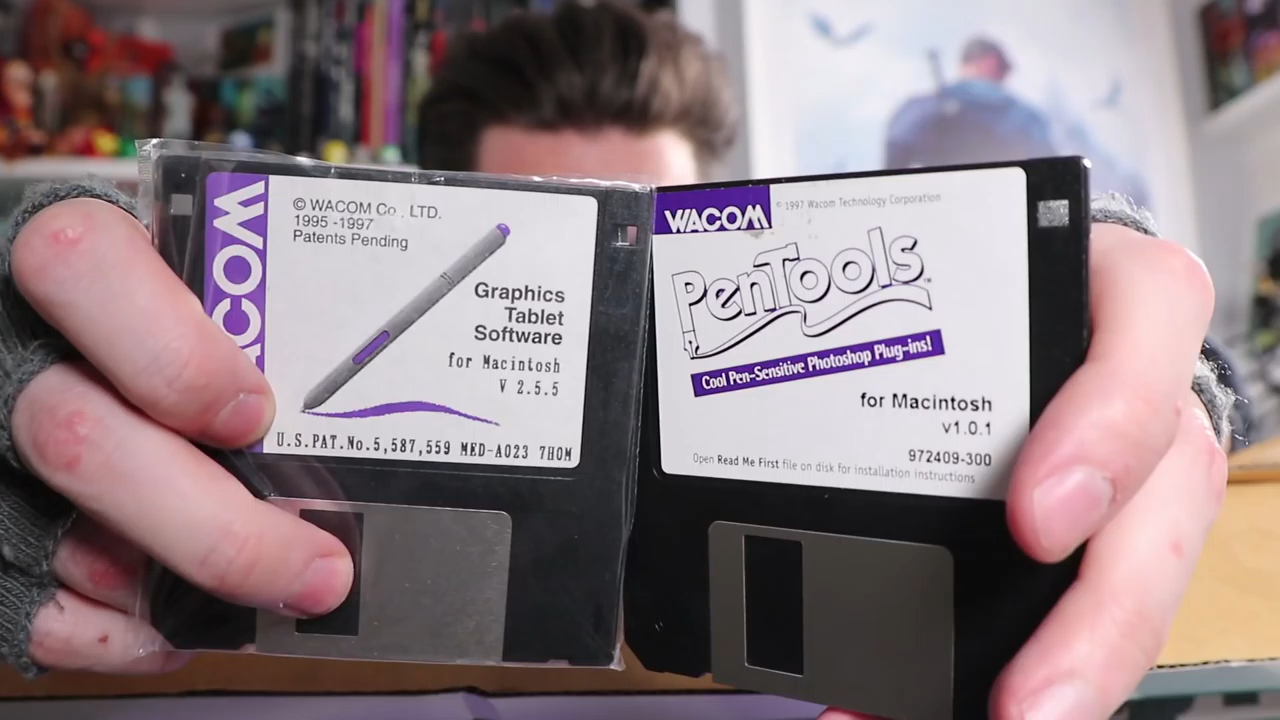 WACOM
© WACOM Co., LTD.
1995 -1997
Patents Pending
Graphics
Tablet
Software
for Macintosh
V 2.5.5
U.S.PAT.No.5,587,559 MED-A023 7H0M
WACOM
© 1997 Wacom Technology Corporation
PenTools™
Cool Pen-Sensitive Photoshop Plug-ins!
for Macintosh
v1.0.1
972409-300
Open Read Me First file on disk for installation instructions